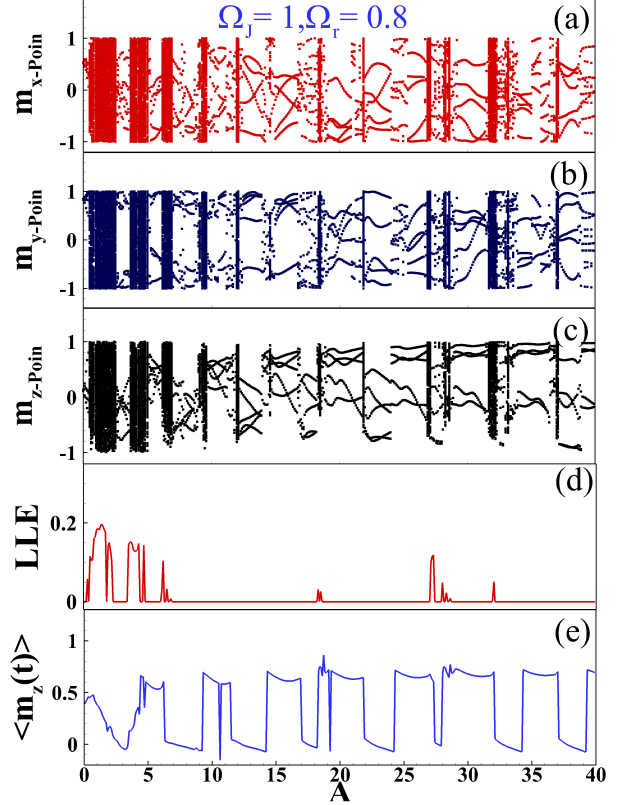 Ω_J = 1, Ω_r = 0.8
(a)
m_x-Poin
1
0
-1
(b)
m_y-Poin
1
0
-1
(c)
m_z-Poin
1
0
-1
(d)
LLE
0.2
0
(e)
<m_z(t)>
1
0.5
0
0 5 10 15 20 25 30 35 40
A